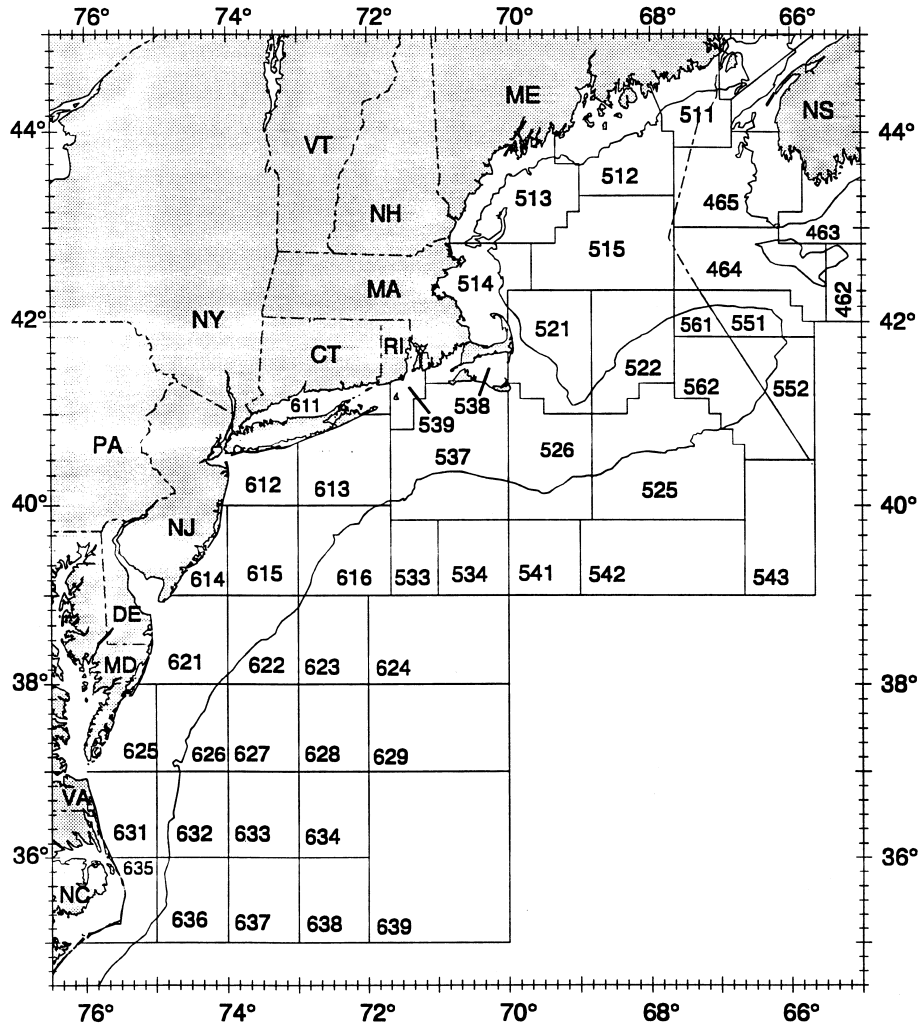 76° 74° 72° 70° 68° 66°
ME
511
NS
44° 44°
VT
512
513 465
NH
463
515
464
MA 514
462
42° NY 521 561 551 42°
CT RI
522
562 552
611 538
539
PA 537 526
612 613 525
40° 40°
NJ
614 615 616 533 534 541 542 543
DE
MD 621 622 623 624
38° 38°
625 626 627 628 629
VA
631 632 633 634
36° 36°
635
NC
636 637 638 639
76° 74° 72° 70° 68° 66°